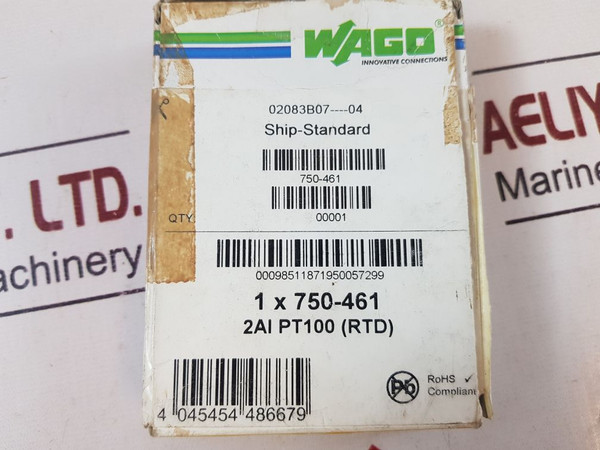 WAGO
INNOVATIVE CONNECTIONS
02083B07----04
Ship-Standard
750-461
QTY 00001
00098511871950057299
1 x 750-461
2AI PT100 (RTD)
4 045454 486679
Pb
RoHS ✓
Compliant
. LTD.
achinery
AELIY
Marine